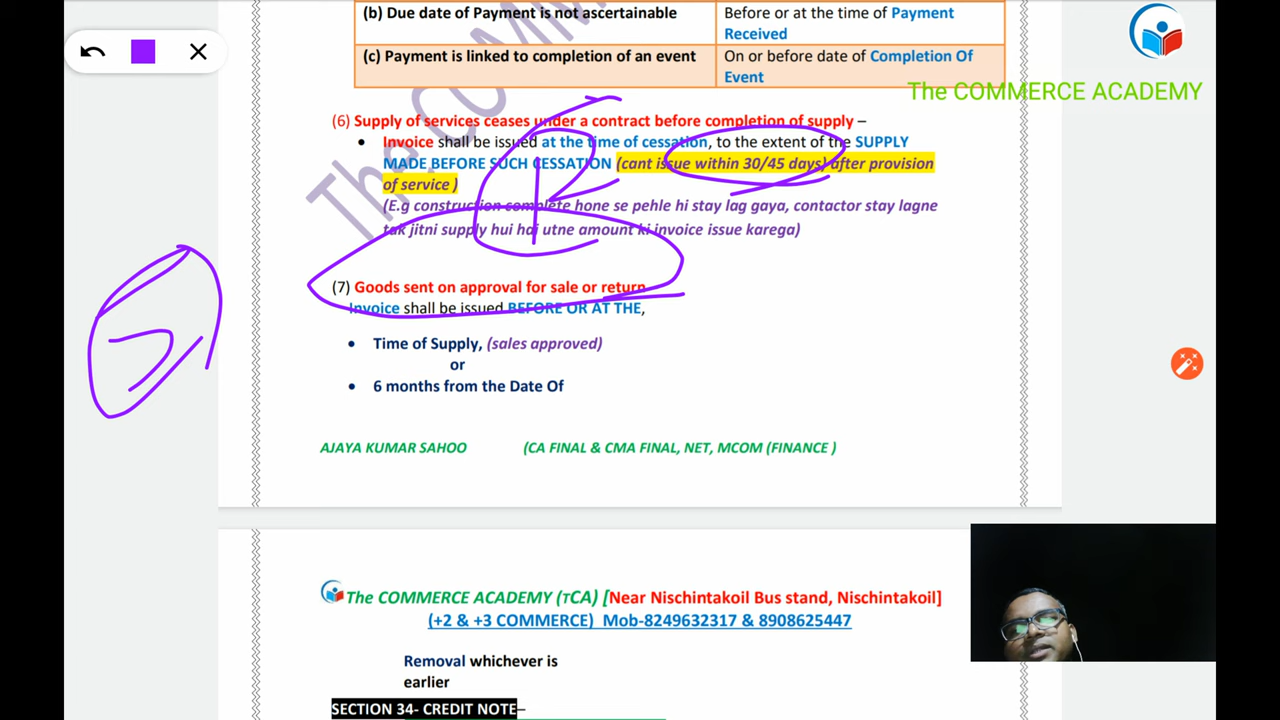 (b) Due date of Payment is not ascertainable
Before or at the time of Payment
Received
(c) Payment is linked to completion of an event
On or before date of Completion Of
Event
The COMMERCE ACADEMY
(6) Supply of services ceases under a contract before completion of supply –
• Invoice shall be issued at the time of cessation, to the extent of the SUPPLY
MADE BEFORE SUCH CESSATION (cant issue within 30/45 days) after provision
of service )
(E.g construction complete hone se pehle hi stay lag gaya, contactor stay lagne
tak jitni supply hui hai utne amount ki invoice issue karega)
(7) Goods sent on approval for sale or return
Invoice shall be issued BEFORE OR AT THE,
• Time of Supply, (sales approved)
or
• 6 months from the Date Of
AJAYA KUMAR SAHOO (CA FINAL & CMA FINAL, NET, MCOM (FINANCE )
The COMMERCE ACADEMY (TCA) [Near Nischintakoil Bus stand, Nischintakoil]
(+2 & +3 COMMERCE) Mob-8249632317 & 8908625447
Removal whichever is
earlier
SECTION 34- CREDIT NOTE–
The COMM